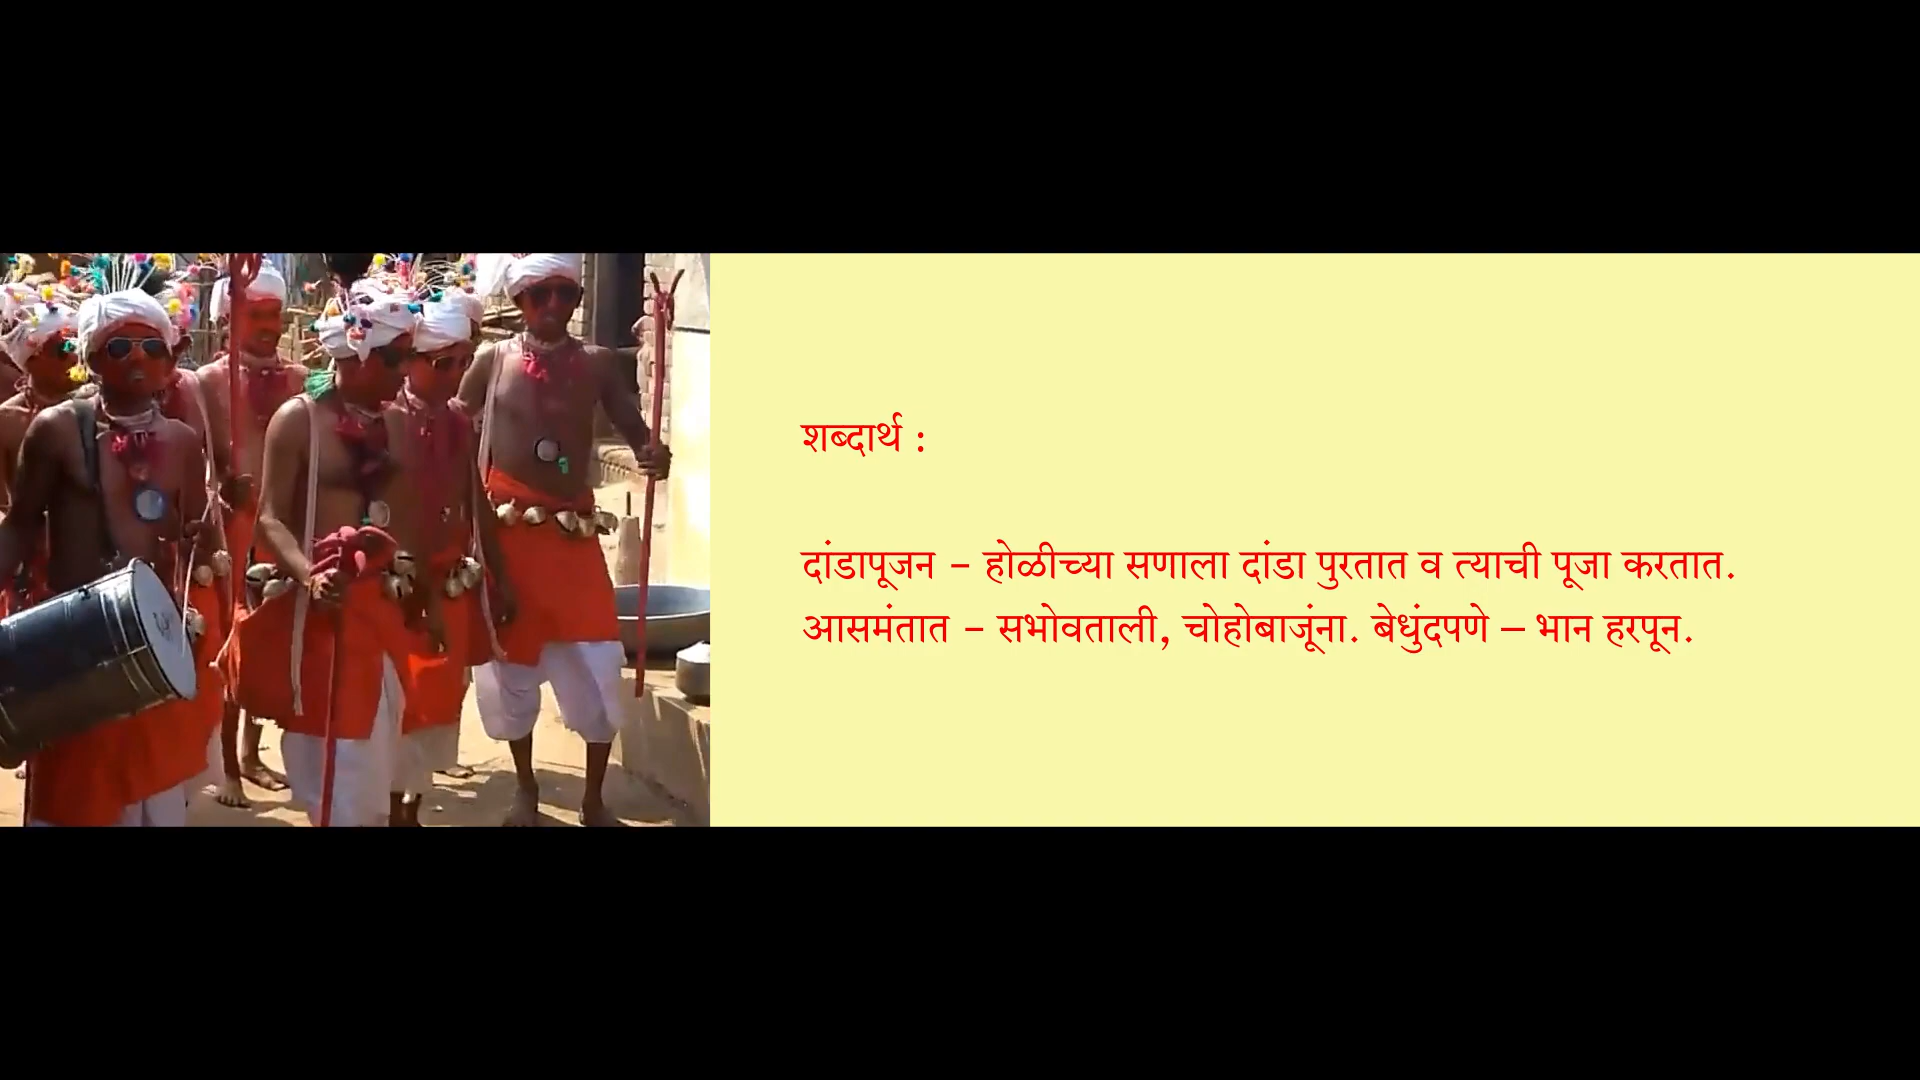 शब्दार्थ :
दांडापूजन – होळीच्या सणाला दांडा पुरतात व त्याची पूजा करतात.
आसमंतात – सभोवताली, चोहोबाजूंना. बेधुंदपणे – भान हरपून.